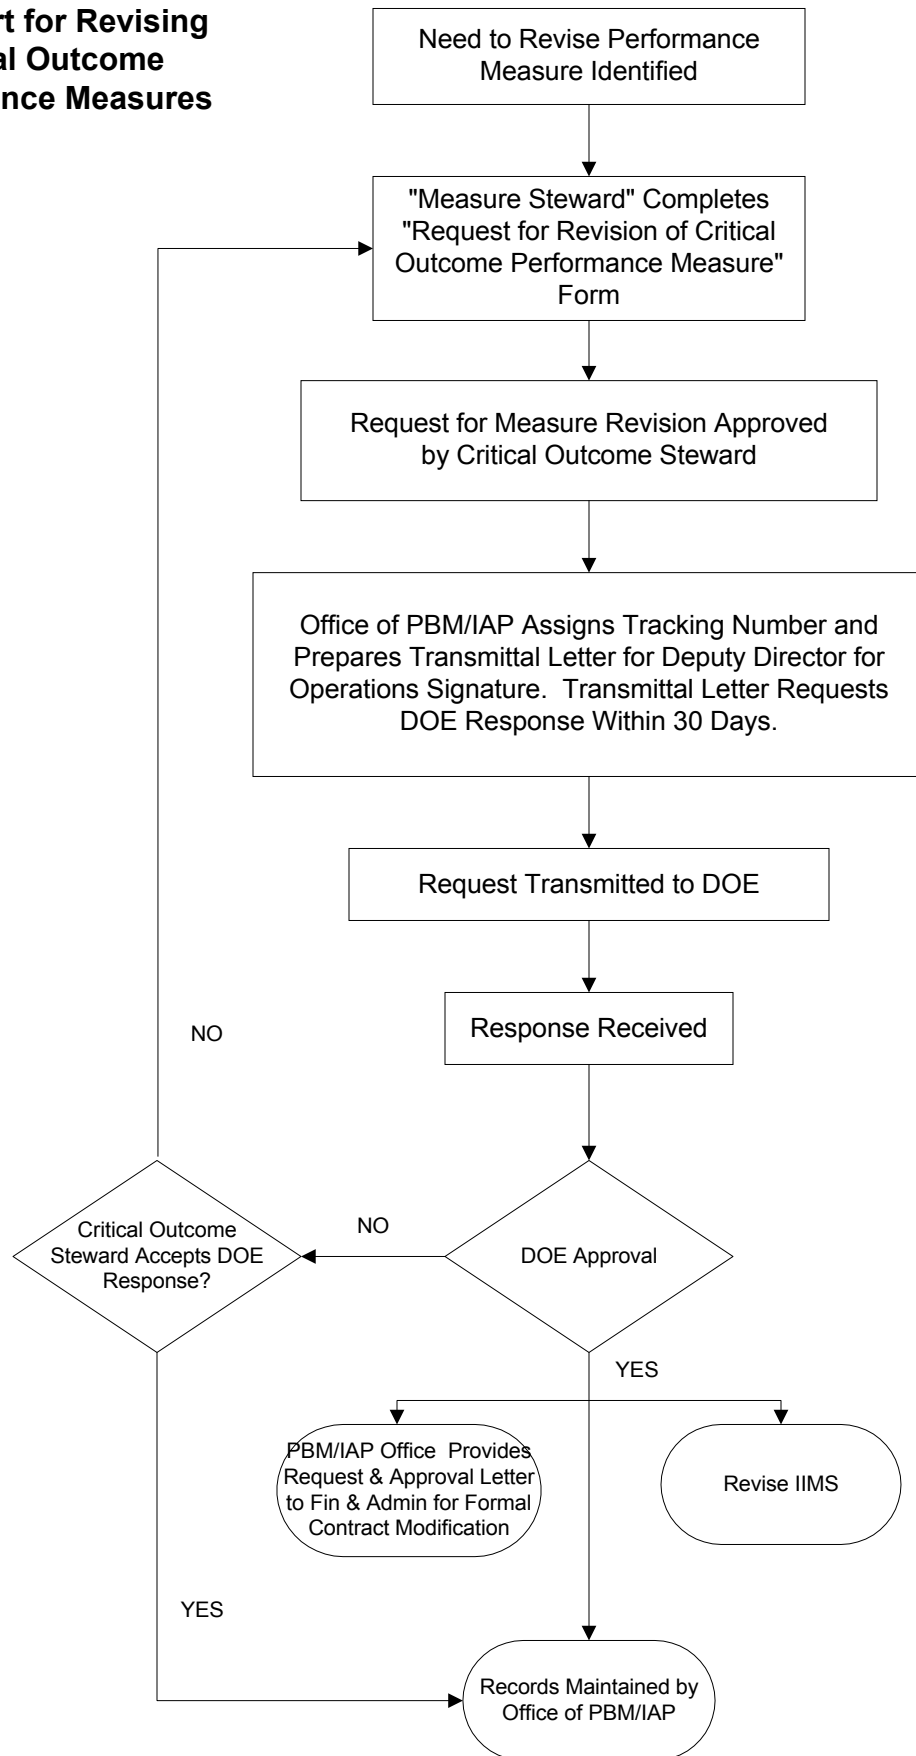 rt for Revising
al Outcome
nce Measures
Need to Revise Performance
Measure Identified
"Measure Steward" Completes
"Request for Revision of Critical
Outcome Performance Measure"
Form
Request for Measure Revision Approved
by Critical Outcome Steward
Office of PBM/IAP Assigns Tracking Number and
Prepares Transmittal Letter for Deputy Director for
Operations Signature.  Transmittal Letter Requests
DOE Response Within 30 Days.
Request Transmitted to DOE
Response Received
NO
Critical Outcome
Steward Accepts DOE
Response?
NO
DOE Approval
YES
PBM/IAP Office  Provides
Request & Approval Letter
to Fin & Admin for Formal
Contract Modification
Revise IIMS
YES
Records Maintained by
Office of PBM/IAP